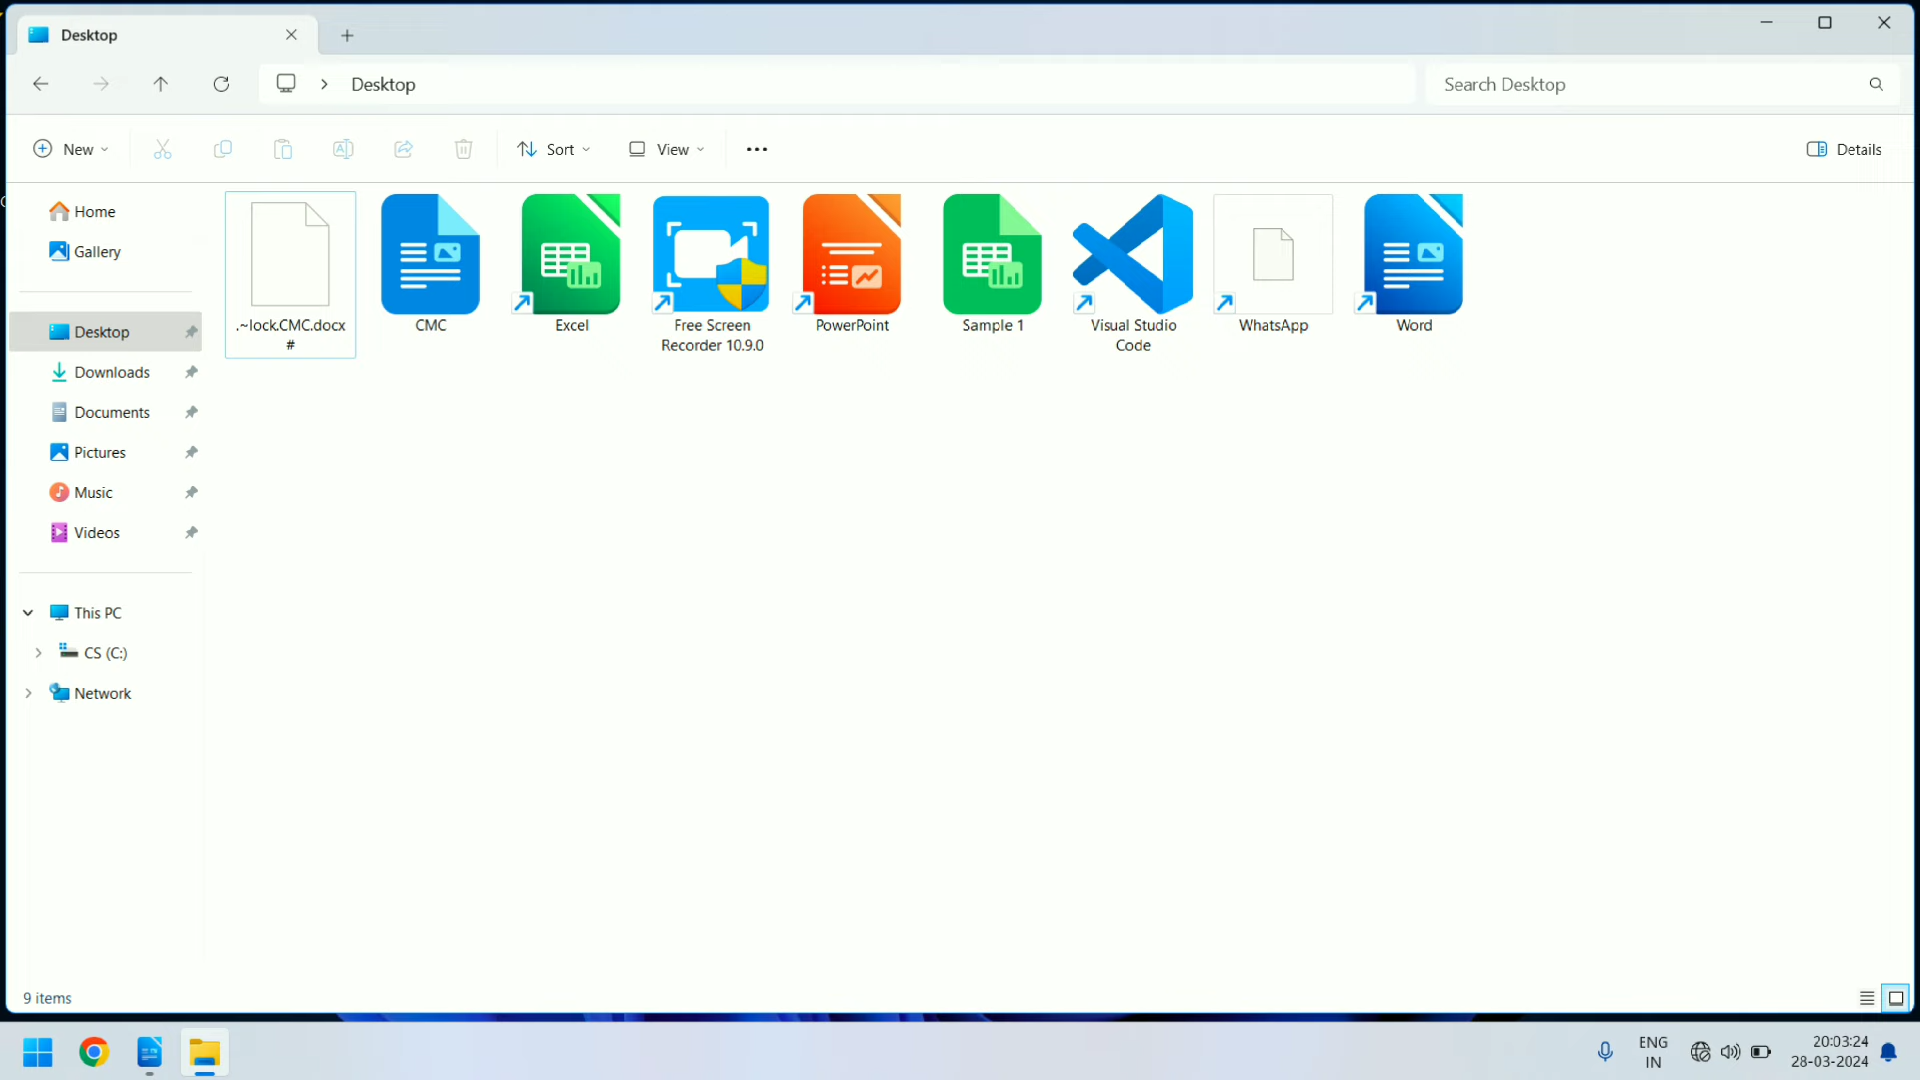 Desktop
Desktop
Search Desktop
New
Sort
View
Details
Home
Gallery
Desktop
Downloads
Documents
Pictures
Music
Videos
This PC
CS (C:)
Network
.~lock.CMC.docx
#
CMC
Excel
Free Screen
Recorder 10.9.0
PowerPoint
Sample 1
Visual Studio
Code
WhatsApp
Word
9 items
ENG
IN
20:03:24
28-03-2024